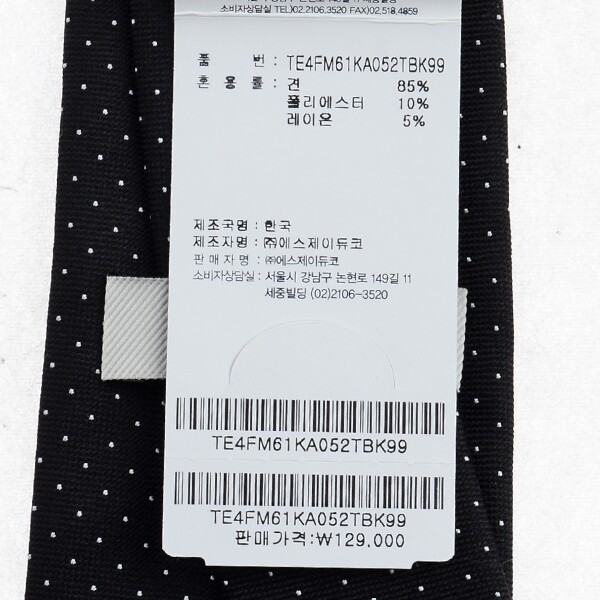 소비자상담실 TEL)02.2106.3520 FAX)02.518.4859
품 번 : TE4FM61KA052TBK99
혼 용 률 : 견 85%
폴리에스터 10%
레이온 5%
제조국명 : 한국
제조자명 : ㈜에스제이듀코
판 매 자 명 : ㈜에스제이듀코
소비자상담실 : 서울시 강남구 논현로 149길 11
세중빌딩 (02)2106-3520
TE4FM61KA052TBK99
TE4FM61KA052TBK99
판매가격:₩129,000